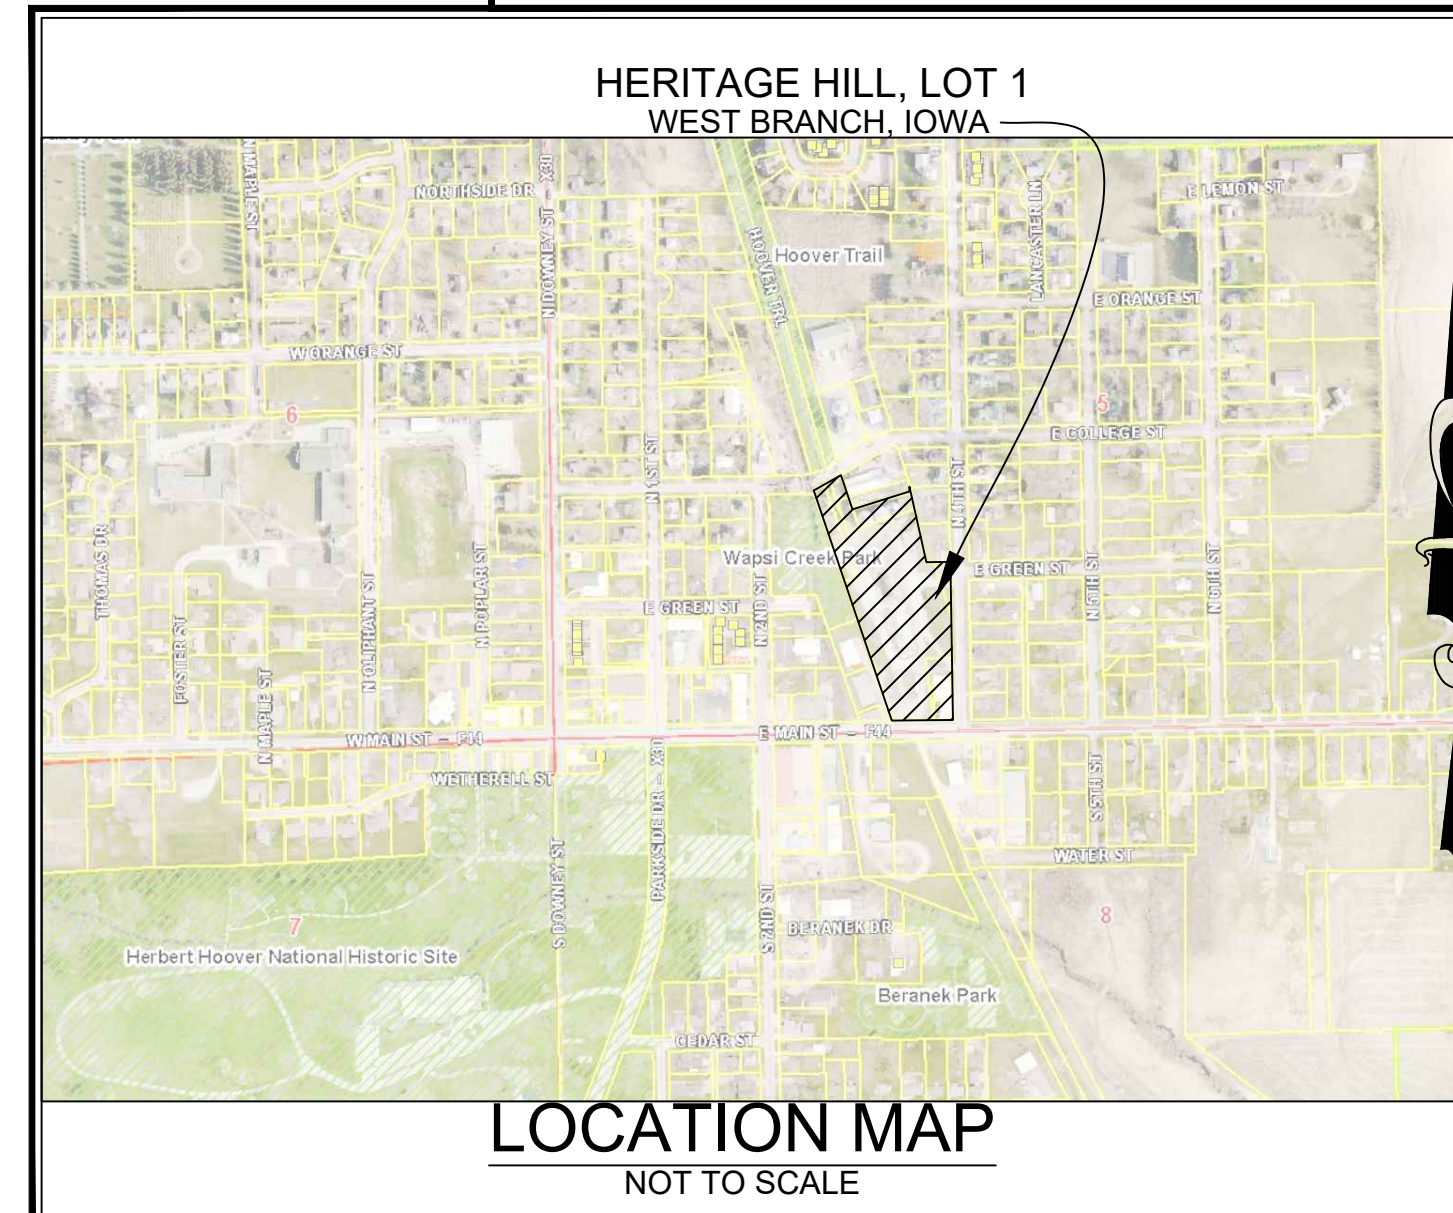 HERITAGE HILL, LOT 1
WEST BRANCH, IOWA
N MAPLE ST
NORTHSIDE DR
N DOWNEY ST - X30
HOOVER TRL
Hoover Trail
LANCASTER LN
E LEMON ST
E ORANGE ST
W ORANGE ST
6
5
E COLLEGE ST
N 1ST ST
N 4TH ST
THOMAS DR
FOSTER ST
N MAPLE ST
N OLIPHANT ST
N POPLAR ST
Wapsi Creek Park
E GREEN ST
N 2ND ST
E GREEN ST
N 5TH ST
N 6TH ST
W MAIN ST - F44
E MAIN ST - F44
WETHERELL ST
PARKSIDE DR - X30
S 5TH ST
WATER ST
S DOWNEY ST
S 2ND ST
7
8
BERANEK DR
Herbert Hoover National Historic Site
Beranek Park
CEDAR ST
LOCATION MAP
NOT TO SCALE